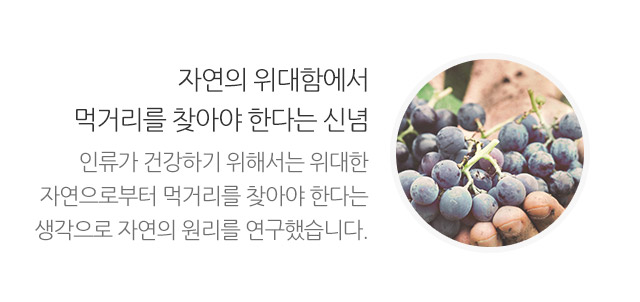 자연의 위대함에서
먹거리를 찾아야 한다는 신념
인류가 건강하기 위해서는 위대한
자연으로부터 먹거리를 찾아야 한다는
생각으로 자연의 원리를 연구했습니다.